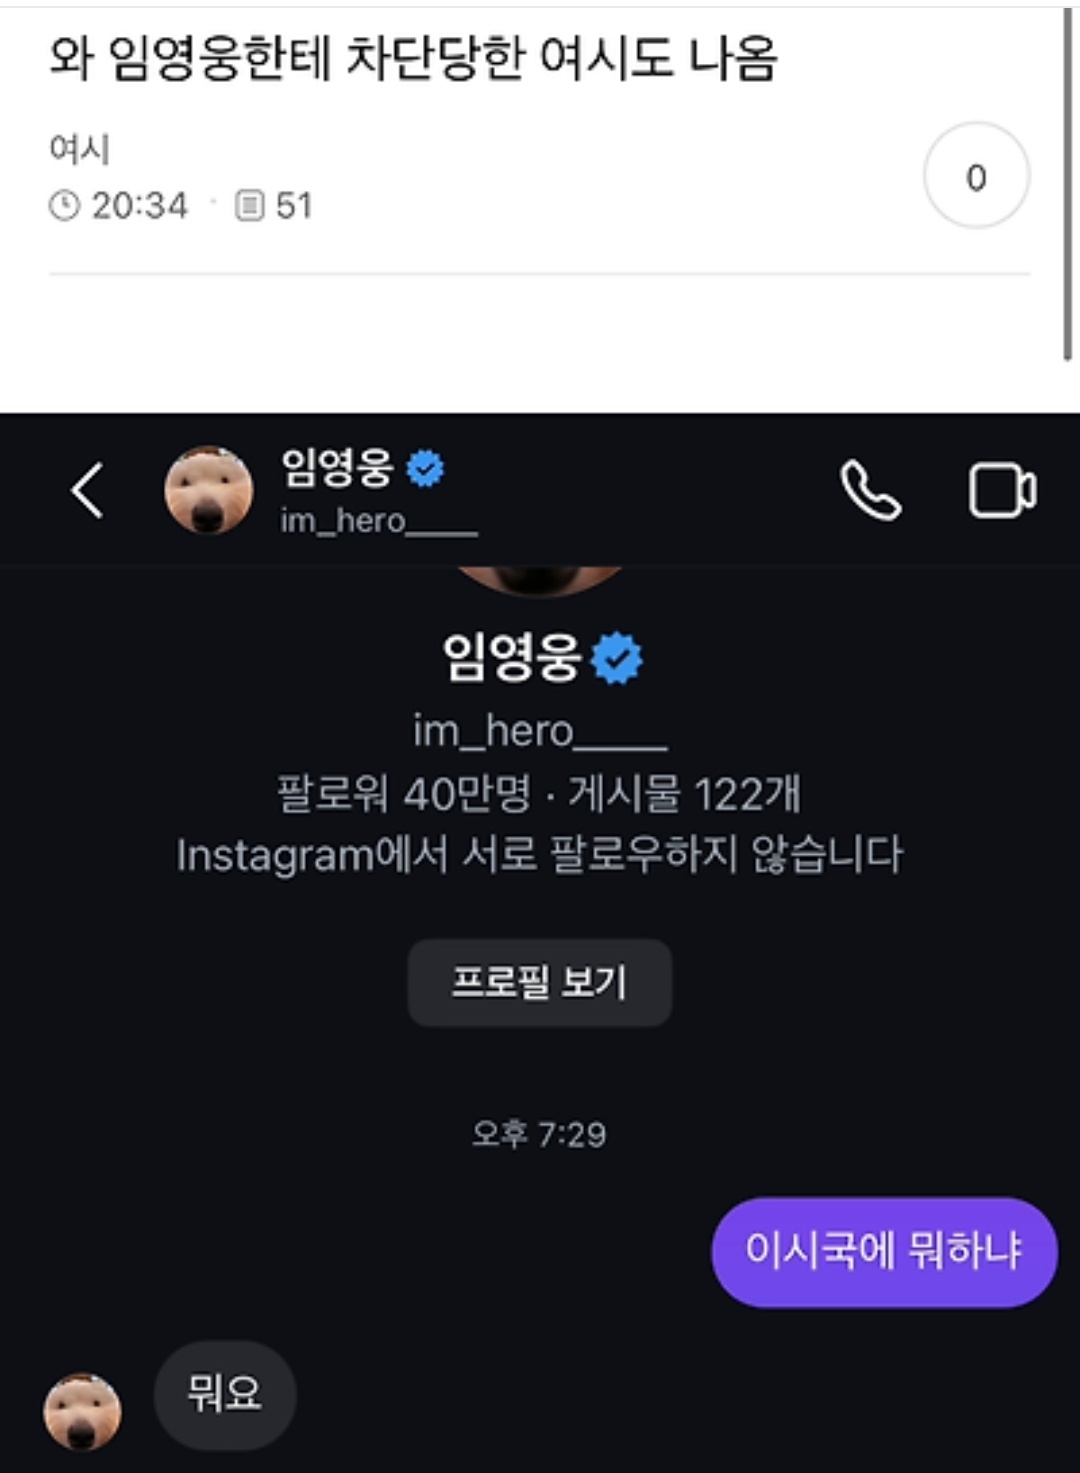 와 임영웅한테 차단당한 여시도 나옴
여시
20:34 · 51
0
임영웅
im_hero____
임영웅
im_hero____
팔로워 40만명 · 게시물 122개
Instagram에서 서로 팔로우하지 않습니다
프로필 보기
오후 7:29
이시국에 뭐하냐
뭐요